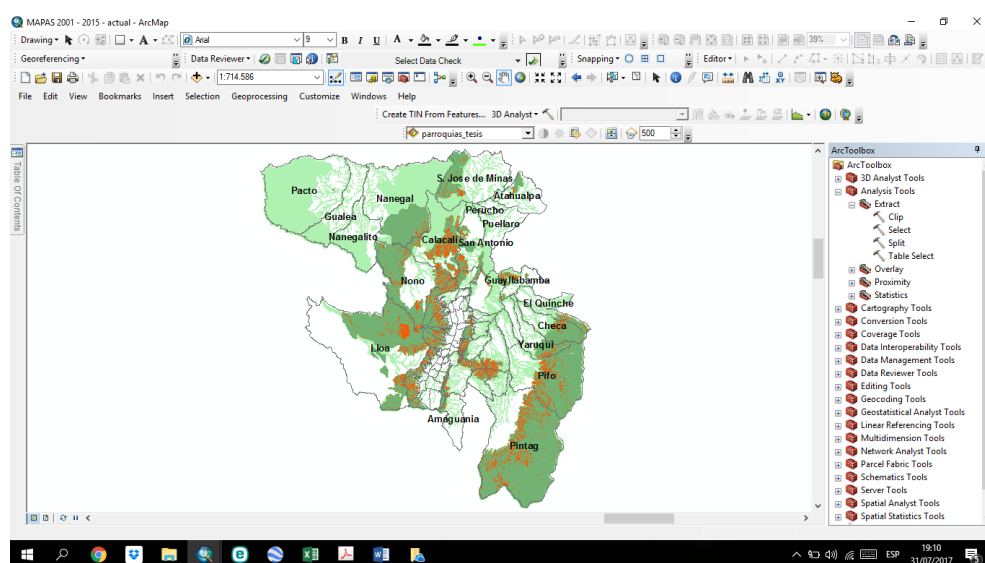 MAPAS 2001 - 2015 - actual - ArcMap
Drawing Arial 9 B I U A 39%
Georeferencing Data Reviewer Select Data Check Snapping Editor
1:714.586
File Edit View Bookmarks Insert Selection Geoprocessing Customize Windows Help
Create TIN From Features... 3D Analyst
parroquias_tesis 500
Table Of Contents
Pacto
S. Jose de Minas
Nanegal
Atahualpa
Perucho
Gualea
Puellaro
Nanegalito
Calacali
San Antonio
Nono
Guayllabamba
El Quinche
Checa
Yaruqui
Lloa
Pifo
Amaguania
Pintag
ArcToolbox
ArcToolbox
3D Analyst Tools
Analysis Tools
Extract
Clip
Select
Split
Table Select
Overlay
Proximity
Statistics
Cartography Tools
Conversion Tools
Coverage Tools
Data Interoperability Tools
Data Management Tools
Data Reviewer Tools
Editing Tools
Geocoding Tools
Geostatistical Analyst Tools
Linear Referencing Tools
Multidimension Tools
Network Analyst Tools
Parcel Fabric Tools
Schematics Tools
Server Tools
Spatial Analyst Tools
Spatial Statistics Tools
ESP
19:10
31/07/2017